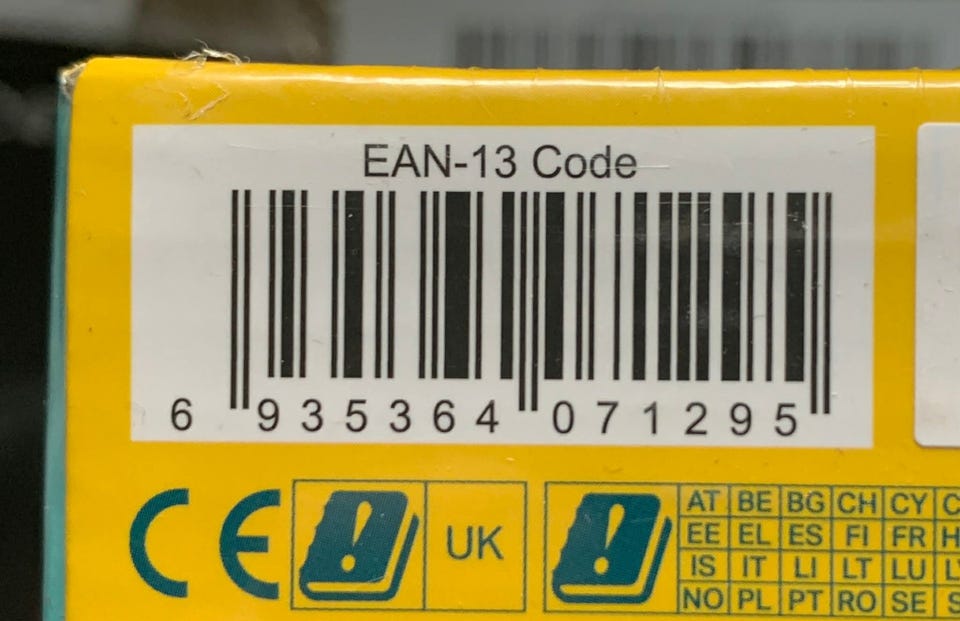 EAN-13 Code
6 935364 071295
CE
UK
AT BE BG CH CY
EE EL ES FI FR
IS IT LI LT LU
NO PL PT RO SE